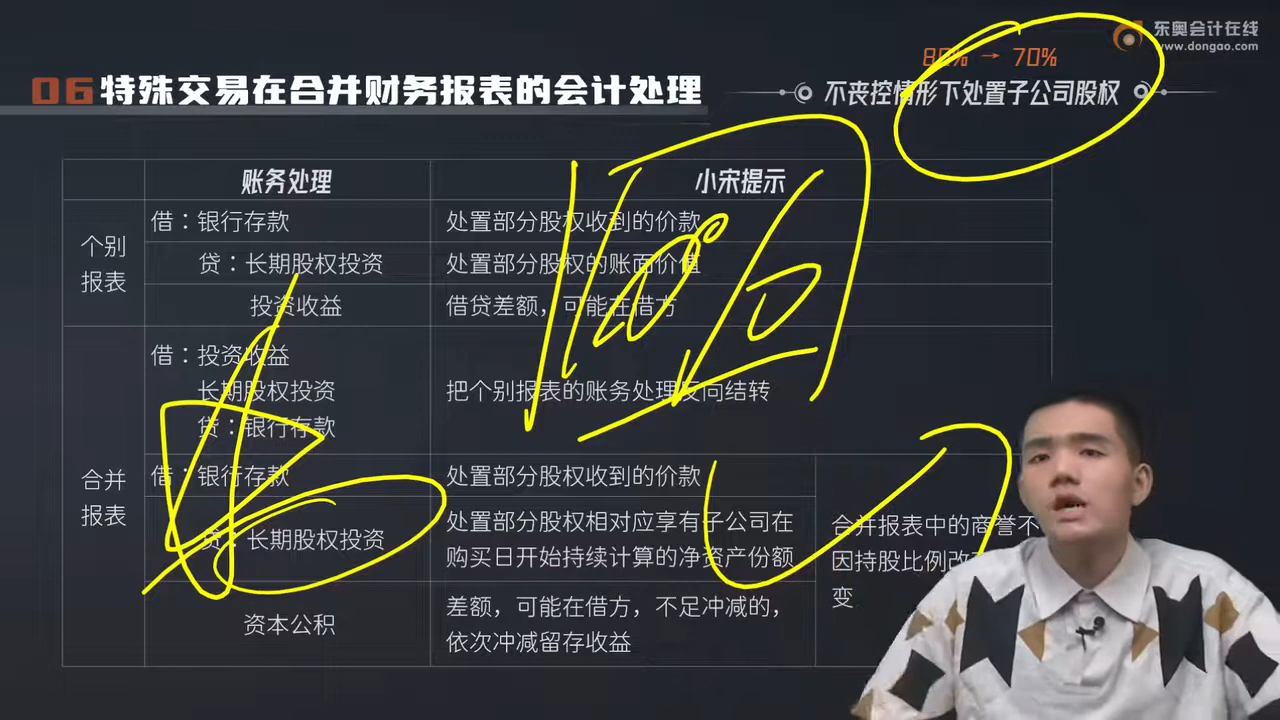 东奥会计在线
www.dongao.com
80% → 70%
06 特殊交易在合并财务报表的会计处理
不丧控情形下处置子公司股权
账务处理
小宋提示
个别报表
借：银行存款
处置部分股权收到的价款
贷：长期股权投资
处置部分股权的账面价值
投资收益
借贷差额，可能在借方
合并报表
借：投资收益
长期股权投资
贷：银行存款
把个别报表的账务处理反向结转
借：银行存款
处置部分股权收到的价款
贷：长期股权投资
处置部分股权相对应享有子公司在
购买日开始持续计算的净资产份额
合并报表中的商誉不
因持股比例改
变
资本公积
差额，可能在借方，不足冲减的，
依次冲减留存收益